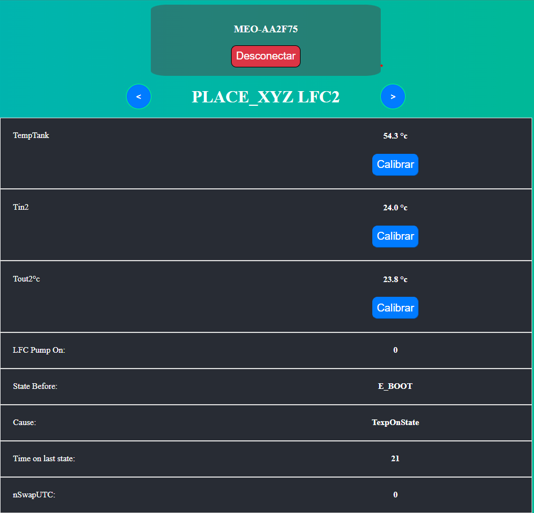 MEO-AA2F75
Desconectar
< PLACE_XYZ LFC2 >
TempTank 54.3 °c
Calibrar
Tin2 24.0 °c
Calibrar
Tout2°c 23.8 °c
Calibrar
LFC Pump On: 0
State Before: E_BOOT
Cause: TexpOnState
Time on last state: 21
nSwapUTC: 0